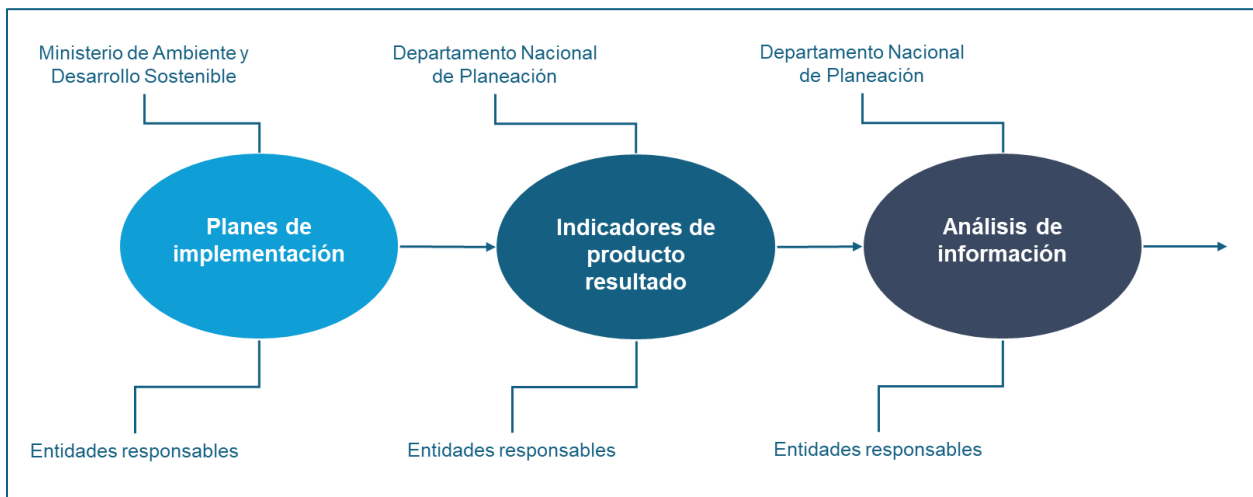 Ministerio de Ambiente y
Desarrollo Sostenible
Departamento Nacional
de Planeación
Departamento Nacional
de Planeación
Planes de
implementación
Indicadores de
producto
resultado
Análisis de
información
Entidades responsables
Entidades responsables
Entidades responsables